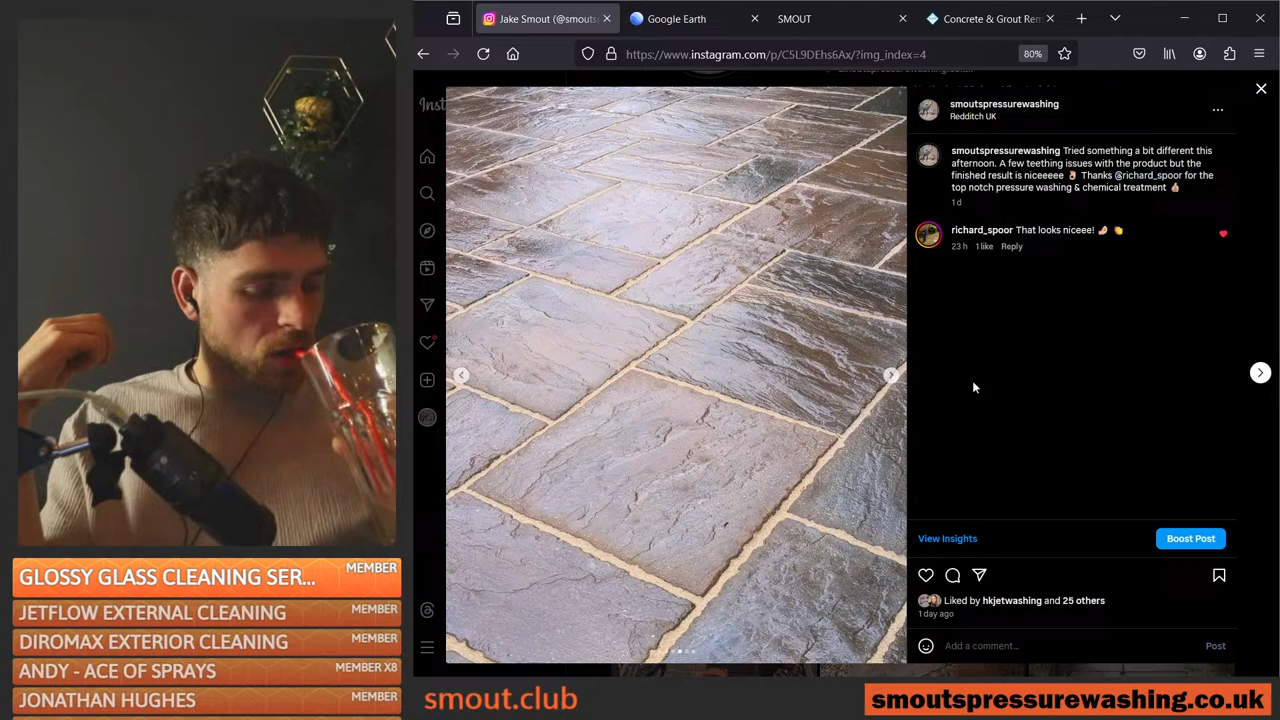 Jake Smout (@smouts
Google Earth
SMOUT
Concrete & Grout Rem
https://www.instagram.com/p/C5L9DEhs6Ax/?img_index=4
80%
Inst
smoutspressurewashing
Redditch UK
smoutspressurewashing Tried something a bit different this
afternoon. A few teething issues with the product but the
finished result is niceeeee 👌🏼 Thanks @richard_spoor for the
top notch pressure washing & chemical treatment 👍🏼
1 d
richard_spoor That looks niceee! 🤌🏼 👏
23 h 1 like Reply
View Insights
Boost Post
Liked by hkjetwashing and 25 others
1 day ago
Add a comment…
Post
GLOSSY GLASS CLEANING SER... MEMBER
JETFLOW EXTERNAL CLEANING MEMBER
DIROMAX EXTERIOR CLEANING MEMBER
ANDY - ACE OF SPRAYS MEMBER X8
JONATHAN HUGHES MEMBER
smout.club
smoutspressurewashing.co.uk